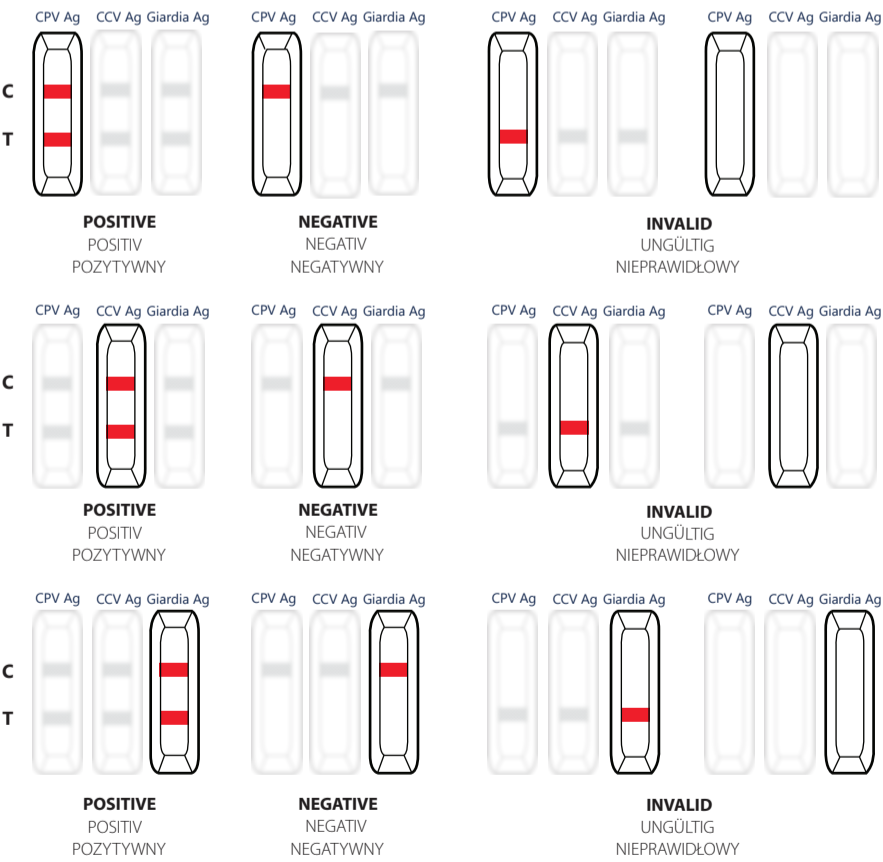 CPV Ag CCV Ag Giardia Ag CPV Ag CCV Ag Giardia Ag CPV Ag CCV Ag Giardia Ag CPV Ag CCV Ag Giardia Ag
C
T
POSITIVE NEGATIVE INVALID
POSITIV NEGATIV UNGÜLTIG
POZYTYWNY NEGATYWNY NIEPRAWIDŁOWY
CPV Ag CCV Ag Giardia Ag CPV Ag CCV Ag Giardia Ag CPV Ag CCV Ag Giardia Ag CPV Ag CCV Ag Giardia Ag
C
T
POSITIVE NEGATIVE INVALID
POSITIV NEGATIV UNGÜLTIG
POZYTYWNY NEGATYWNY NIEPRAWIDŁOWY
CPV Ag CCV Ag Giardia Ag CPV Ag CCV Ag Giardia Ag CPV Ag CCV Ag Giardia Ag CPV Ag CCV Ag Giardia Ag
C
T
POSITIVE NEGATIVE INVALID
POSITIV NEGATIV UNGÜLTIG
POZYTYWNY NEGATYWNY NIEPRAWIDŁOWY